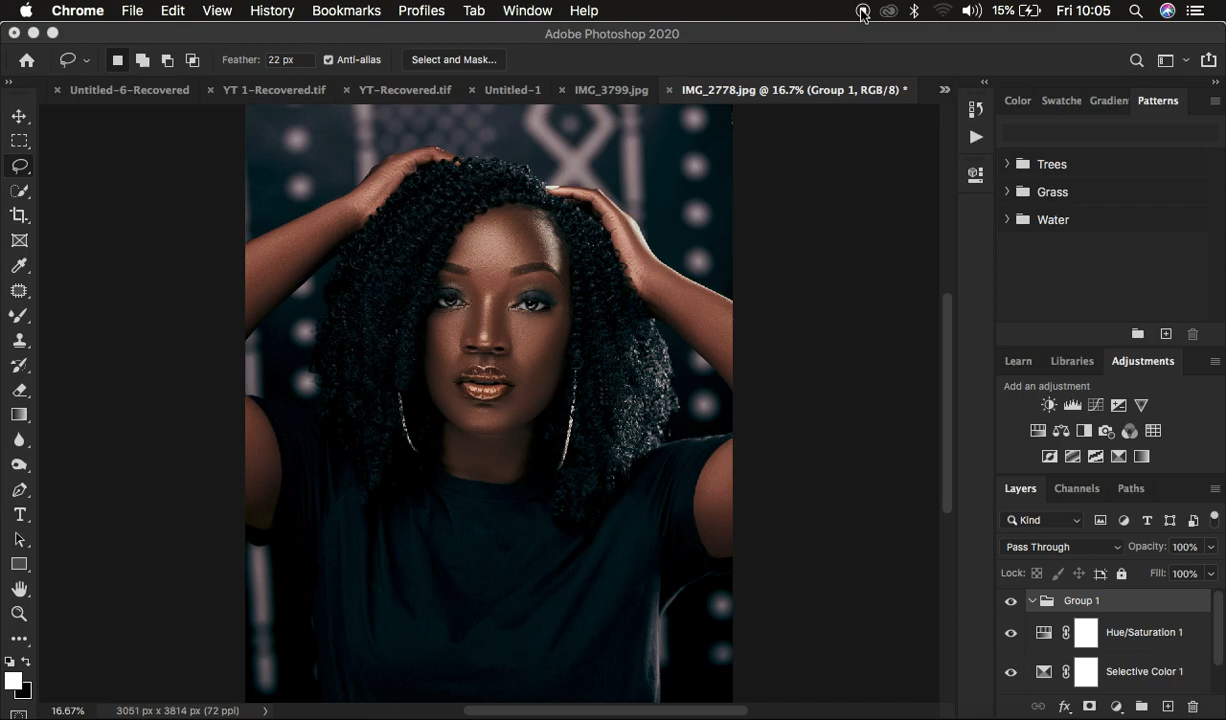 Chrome File Edit View History Bookmarks Profiles Tab Window Help 15% Fri 10:05
Adobe Photoshop 2020
Feather: 22 px Anti-alias Select and Mask...
Untitled-6-Recovered YT 1-Recovered.tif YT-Recovered.tif Untitled-1 IMG_3799.jpg IMG_2778.jpg @ 16.7% (Group 1, RGB/8) *
Color Swatche Gradien Patterns
Trees
Grass
Water
Learn Libraries Adjustments
Add an adjustment
Layers Channels Paths
Kind
Pass Through Opacity: 100%
Lock: Fill: 100%
Group 1
Hue/Saturation 1
Selective Color 1
16.67% 3051 px x 3814 px (72 ppi)